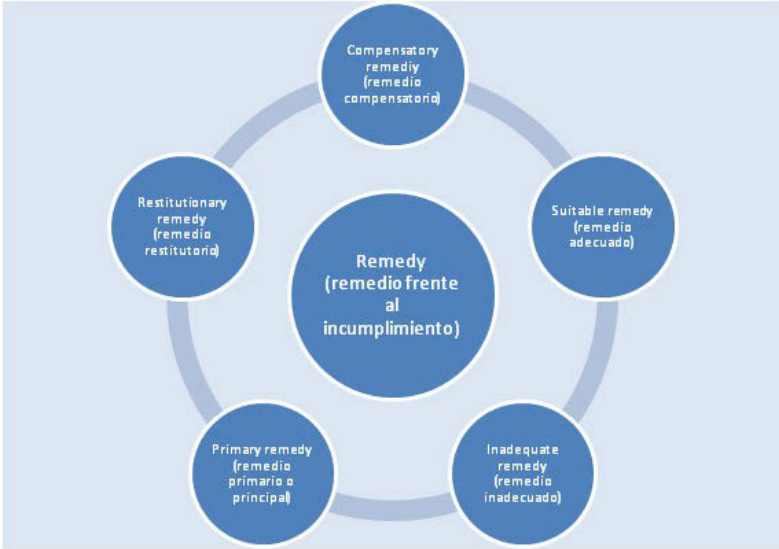 Compensatory
remediy
(remedio
compensatorio)
Restitutionary
remedy
(remedio
restitutorio)
Suitable remedy
(remedio
adecuado)
Remedy
(remedio frente
al
incumplimiento)
Primary remedy
(remedio
primario o
principal)
Inadequate
remedy
(remedio
inadecuado)